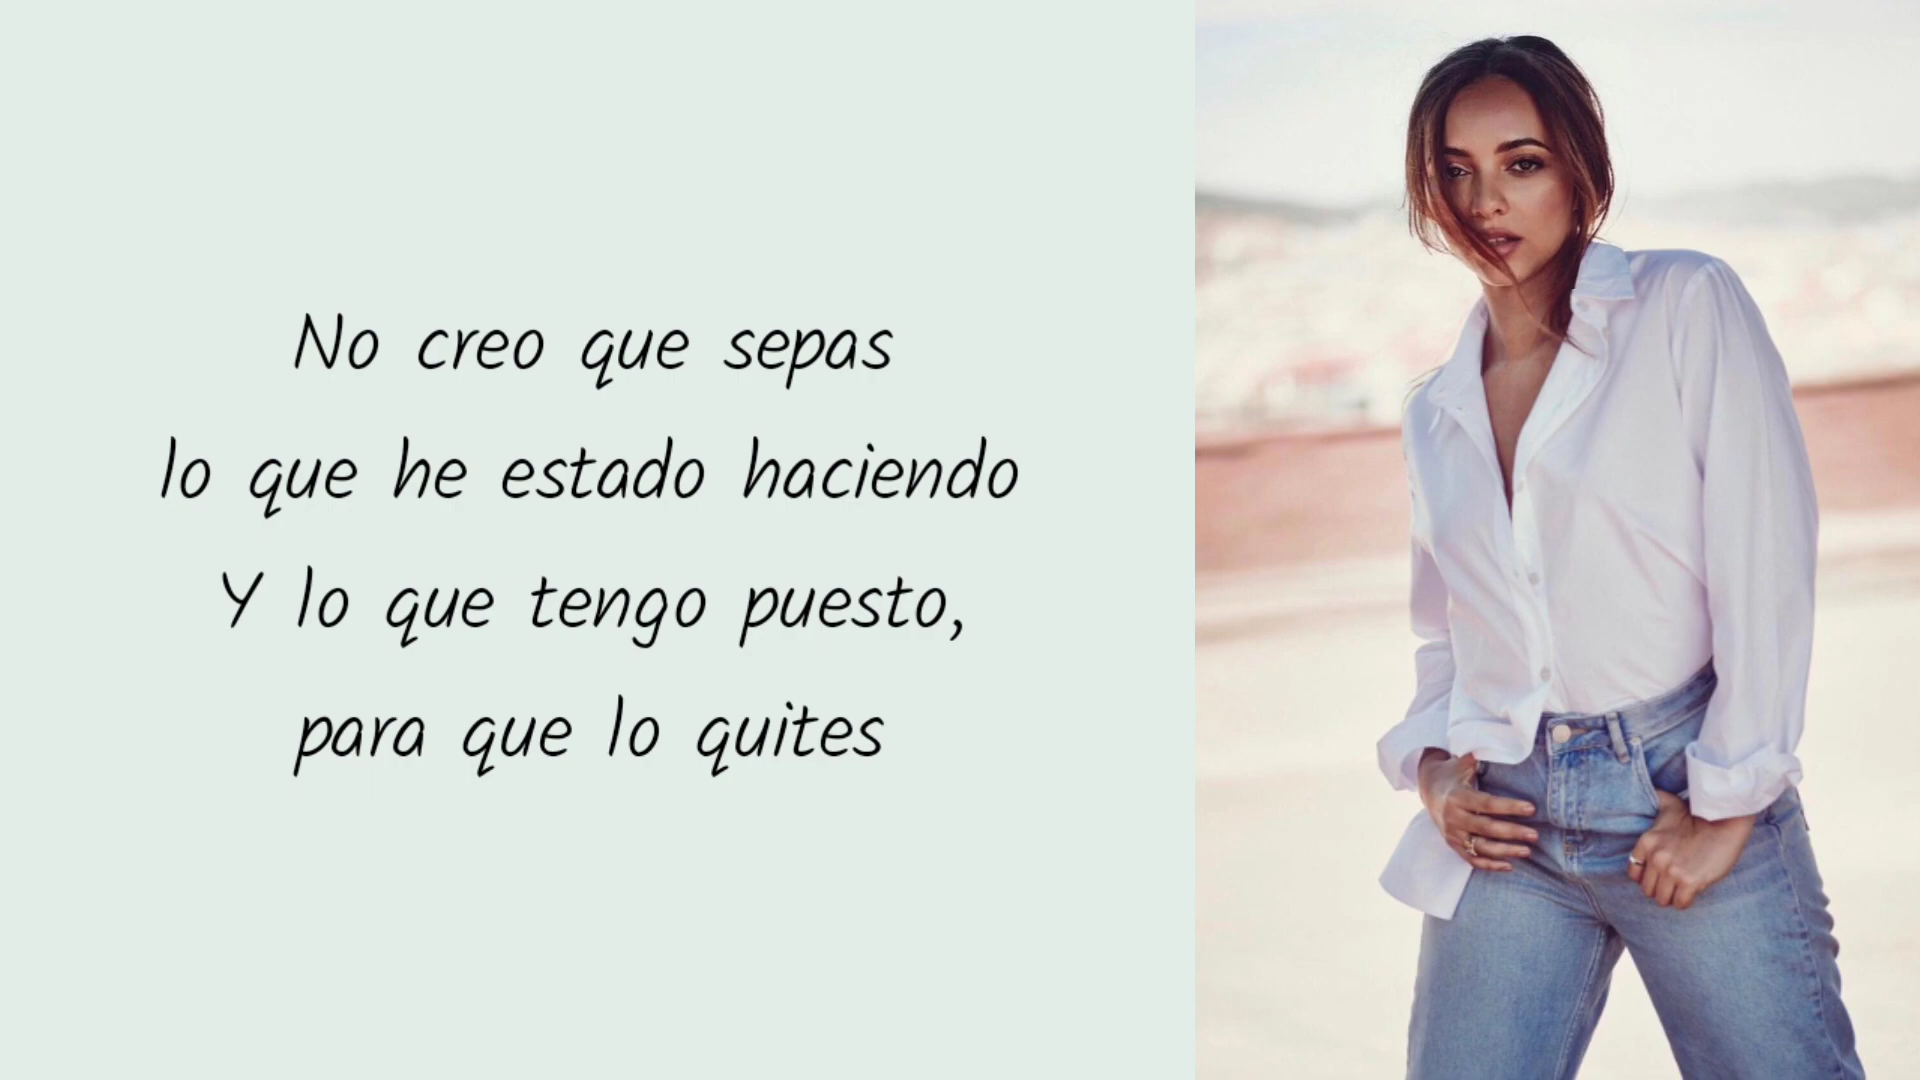 No creo que sepas
lo que he estado haciendo
Y lo que tengo puesto,
para que lo quites